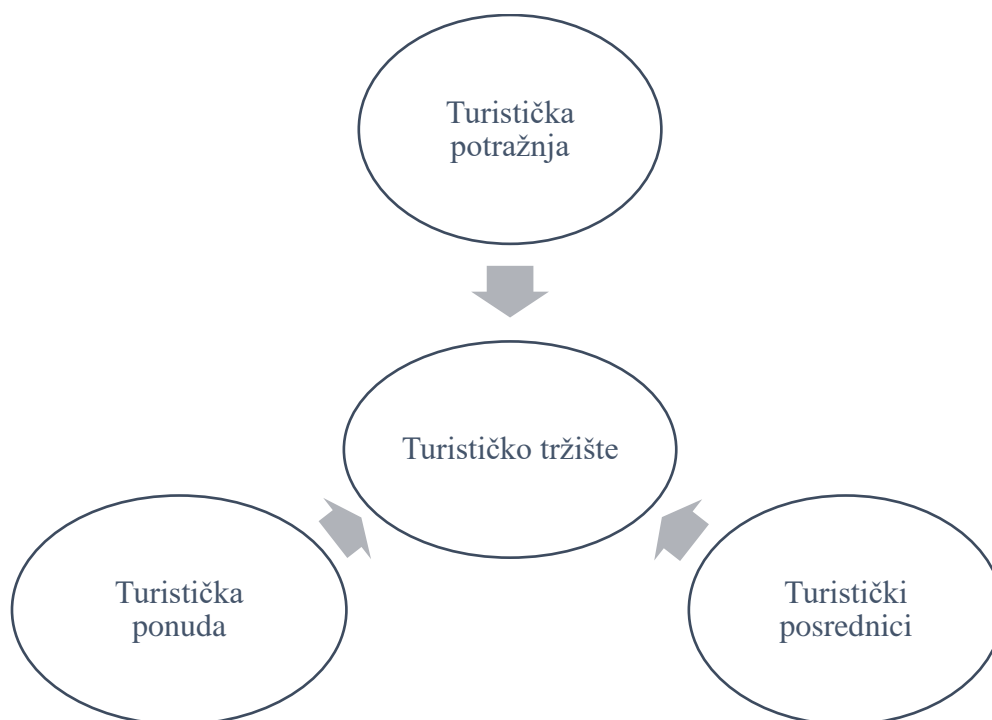 Turistička
potražnja
Turističko tržište
Turistička
ponuda
Turistički
posrednici